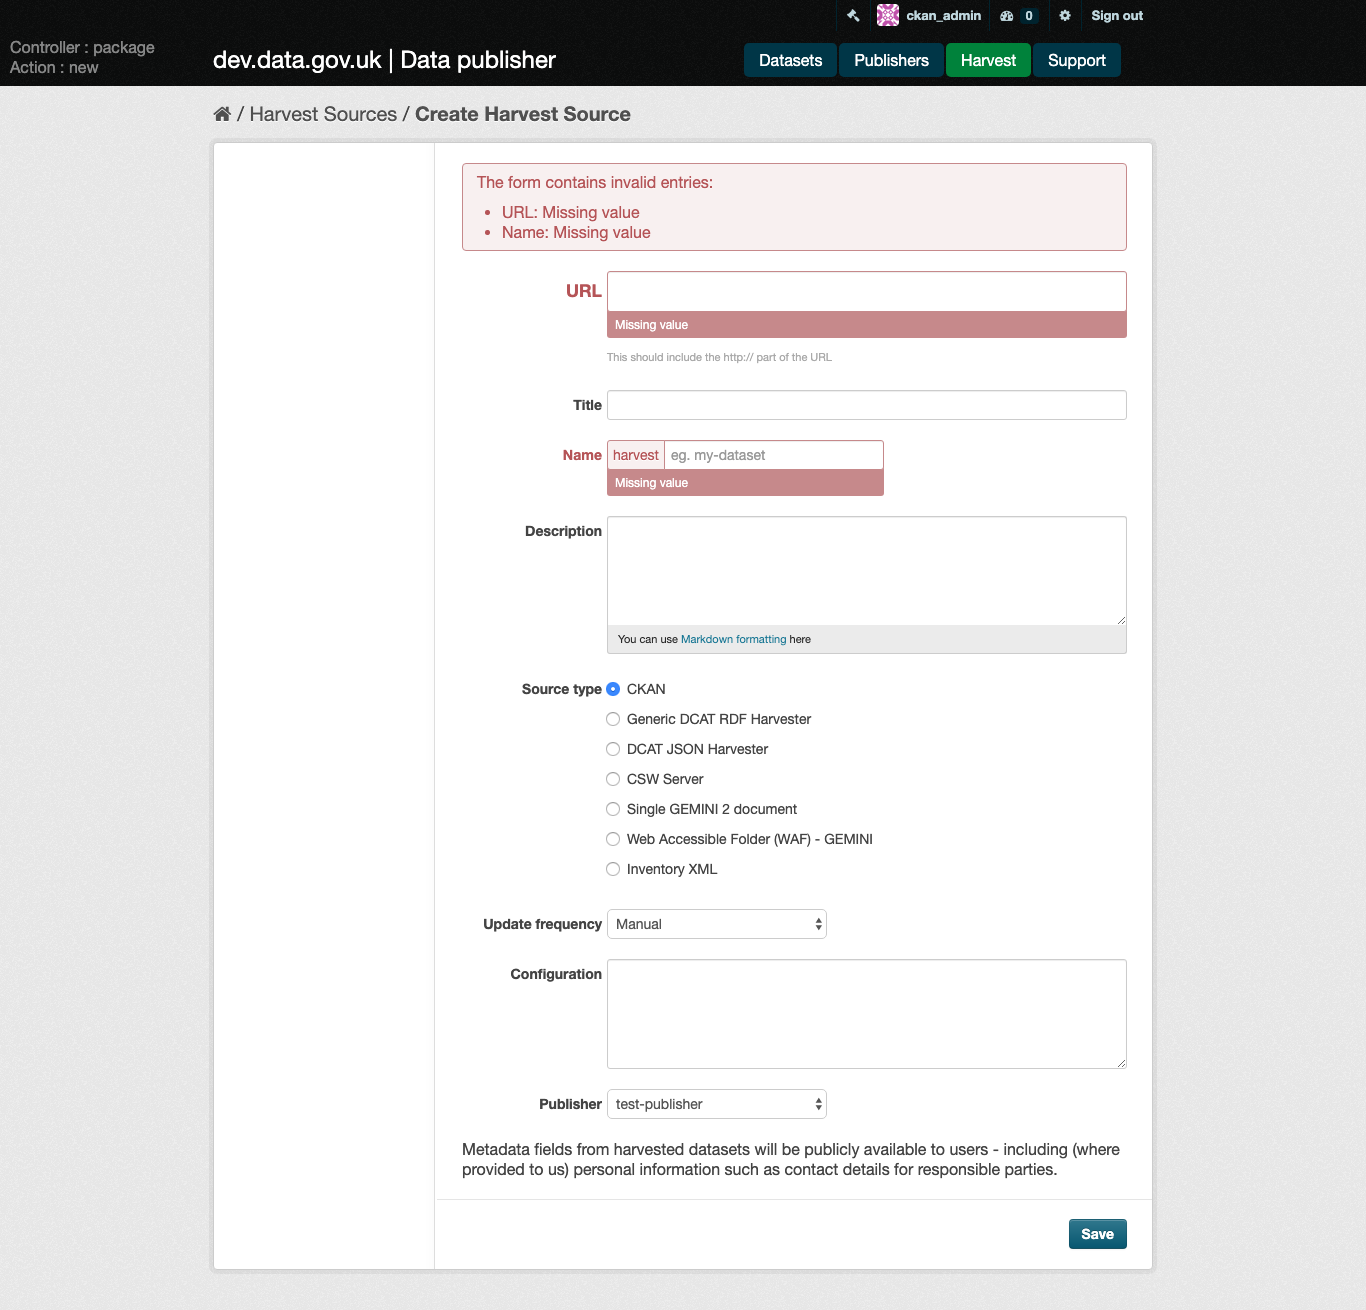 ckan_admin 0 Sign out
Controller : package
Action : new
dev.data.gov.uk | Data publisher
Datasets Publishers Harvest Support
/ Harvest Sources / Create Harvest Source
The form contains invalid entries:
• URL: Missing value
• Name: Missing value
URL
Missing value
This should include the http:// part of the URL
Title
Name harvest eg. my-dataset
Missing value
Description
You can use Markdown formatting here
Source type CKAN
Generic DCAT RDF Harvester
DCAT JSON Harvester
CSW Server
Single GEMINI 2 document
Web Accessible Folder (WAF) - GEMINI
Inventory XML
Update frequency Manual
Configuration
Publisher test-publisher
Metadata fields from harvested datasets will be publicly available to users - including (where
provided to us) personal information such as contact details for responsible parties.
Save